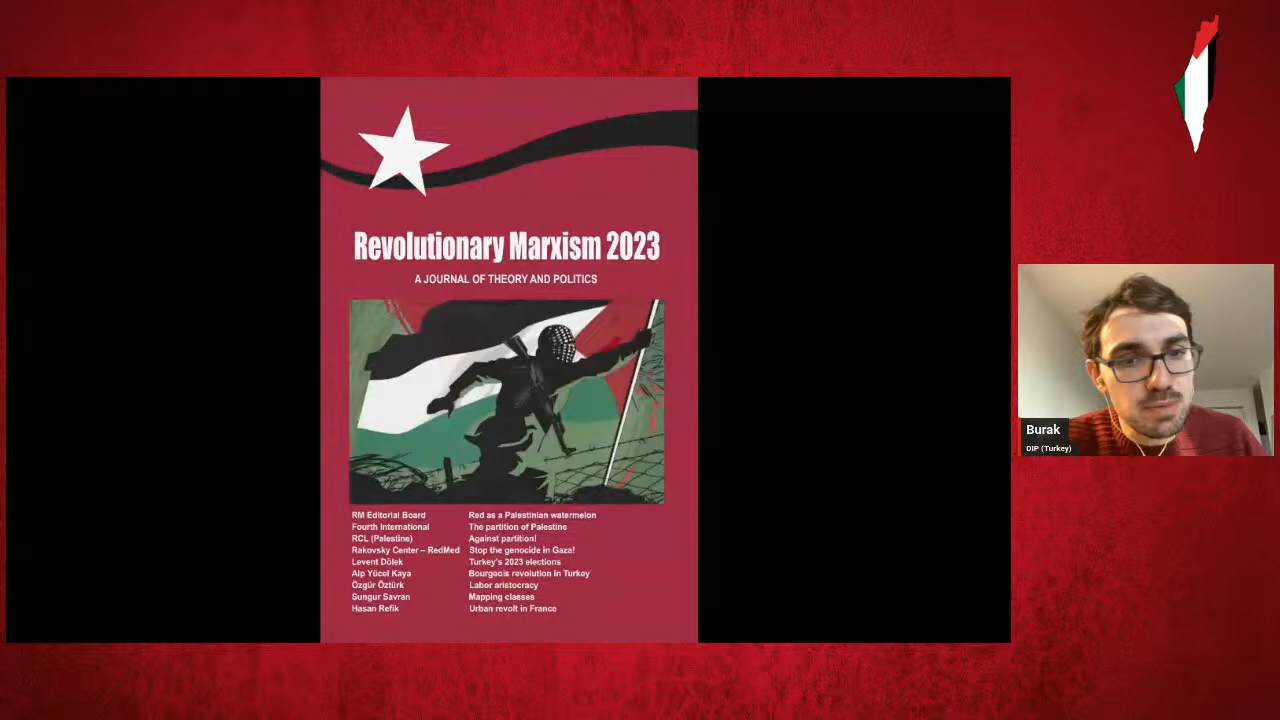 Revolutionary Marxism 2023
A JOURNAL OF THEORY AND POLITICS
RM Editorial Board Red as a Palestinian watermelon
Fourth International The partition of Palestine
RCL (Palestine) Against partition!
Rakovsky Center – RedMed Stop the genocide in Gaza!
Levent Dölek Turkey's 2023 elections
Alp Yücel Kaya Bourgeois revolution in Turkey
Özgür Öztürk Labor aristocracy
Sungur Savran Mapping classes
Hasan Refik Urban revolt in France
Burak
DIP (Turkey)